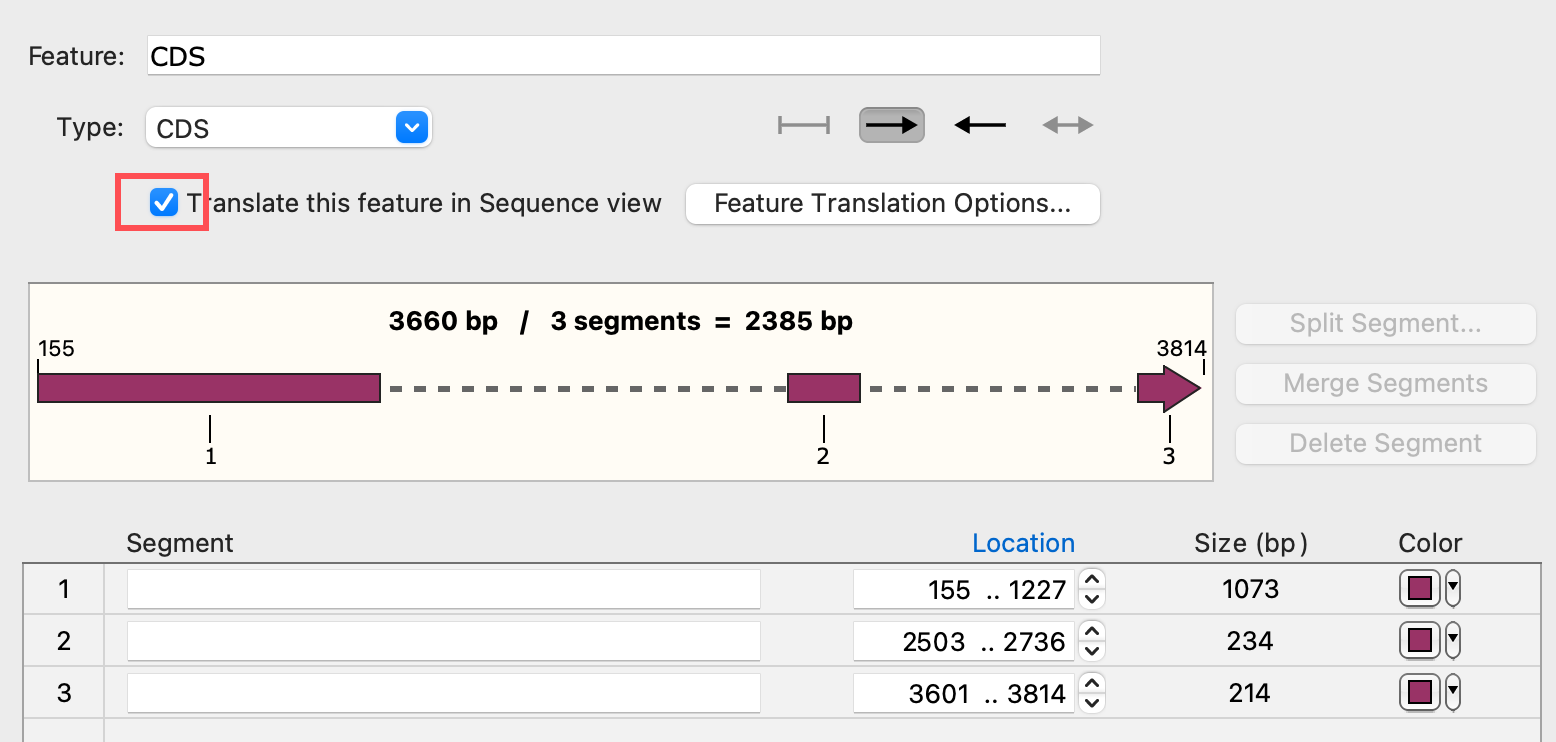 Feature: CDS
Type: CDS
Translate this feature in Sequence view Feature Translation Options...
3660 bp / 3 segments = 2385 bp
155 3814
1 2 3
Split Segment...
Merge Segments
Delete Segment
Segment Location Size (bp) Color
1 155 .. 1227 1073
2 2503 .. 2736 234
3 3601 .. 3814 214